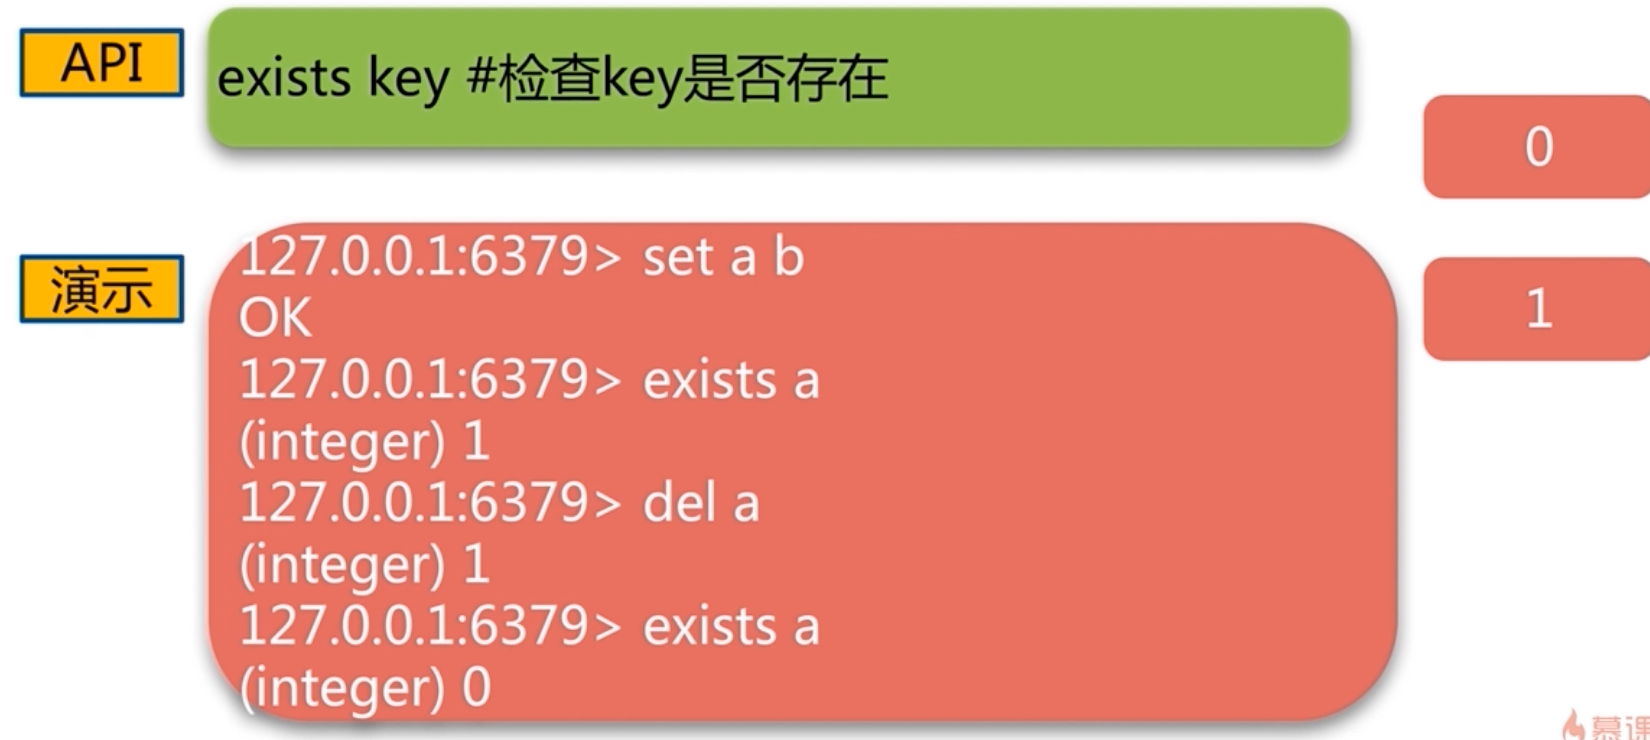 API
exists key #检查key是否存在
0
演示
127.0.0.1:6379> set a b
OK
127.0.0.1:6379> exists a
(integer) 1
127.0.0.1:6379> del a
(integer) 1
127.0.0.1:6379> exists a
(integer) 0
1
慕课